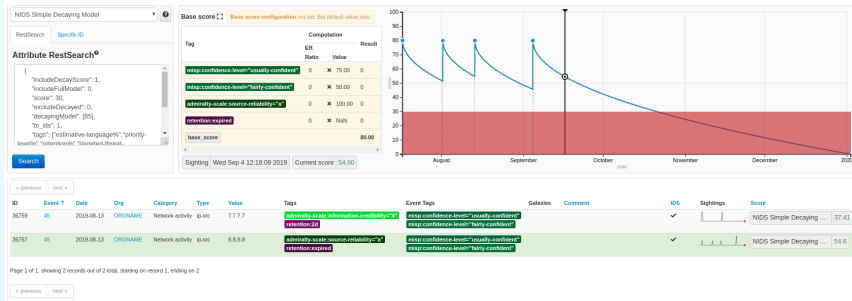 NIDS Simple Decaying Model
RestSearch Specific ID
Attribute RestSearch
{
"includeDecayScore": 1,
"includeFullModel": 0,
"score": 30,
"excludeDecayed": 0,
"decayingModel": [85],
"to_ids": 1,
"tags": ["estimative-language%","priority-
level%","retention%","targeted-threat-
Search
Base score Base score configuration not set. But default value sets.
Tag Computation Result
Eff. Ratio Value
misp:confidence-level="usually-confident" 0 × 75.00 0
misp:confidence-level="fairly-confident" 0 × 50.00 0
admiralty-scale:source-reliability="a" 0 × 100.00 0
retention:expired 0 × NaN 0
base_score 80.00
Sighting Wed Sep 4 12:18:09 2019 Current score 54.60
100
90
80
70
60
50
40
30
20
10
0
Score
August September October November December 2020
Date
« previous next »
ID Event ↑ Date Org Category Type Value Tags Event Tags Galaxies Comment IDS Sightings Score
36759 45 2019-08-13 ORGNAME Network activity ip-src 7.7.7.7 admiralty-scale:information-credibility="4" misp:confidence-level="usually-confident" NIDS Simple Decaying ... 37.41
retention:2d misp:confidence-level="fairly-confident"
36757 45 2019-08-13 ORGNAME Network activity ip-src 8.8.8.8 admiralty-scale:source-reliability="a" misp:confidence-level="usually-confident" NIDS Simple Decaying ... 54.6
retention:expired misp:confidence-level="fairly-confident"
Page 1 of 1, showing 2 records out of 2 total, starting on record 1, ending on 2
« previous next »